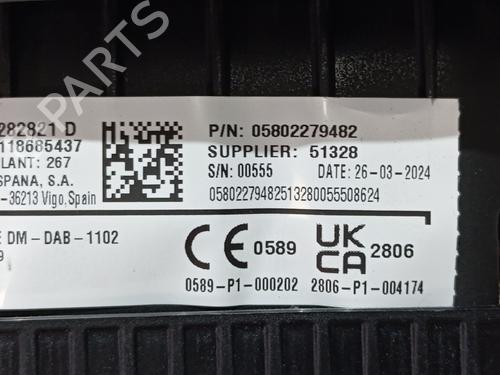 282821 D
118685437
LANT: 267
SPANA, S.A.
-36213 Vigo, Spain
P/N: 05802279482
SUPPLIER: 51328
S/N: 00555 DATE: 26-03-2024
05802279482513280055508624
E DM-DAB-1102
9
CE 0589
UK
CA 2806
0589-P1-000202
2806-P1-004174
B-PARTS